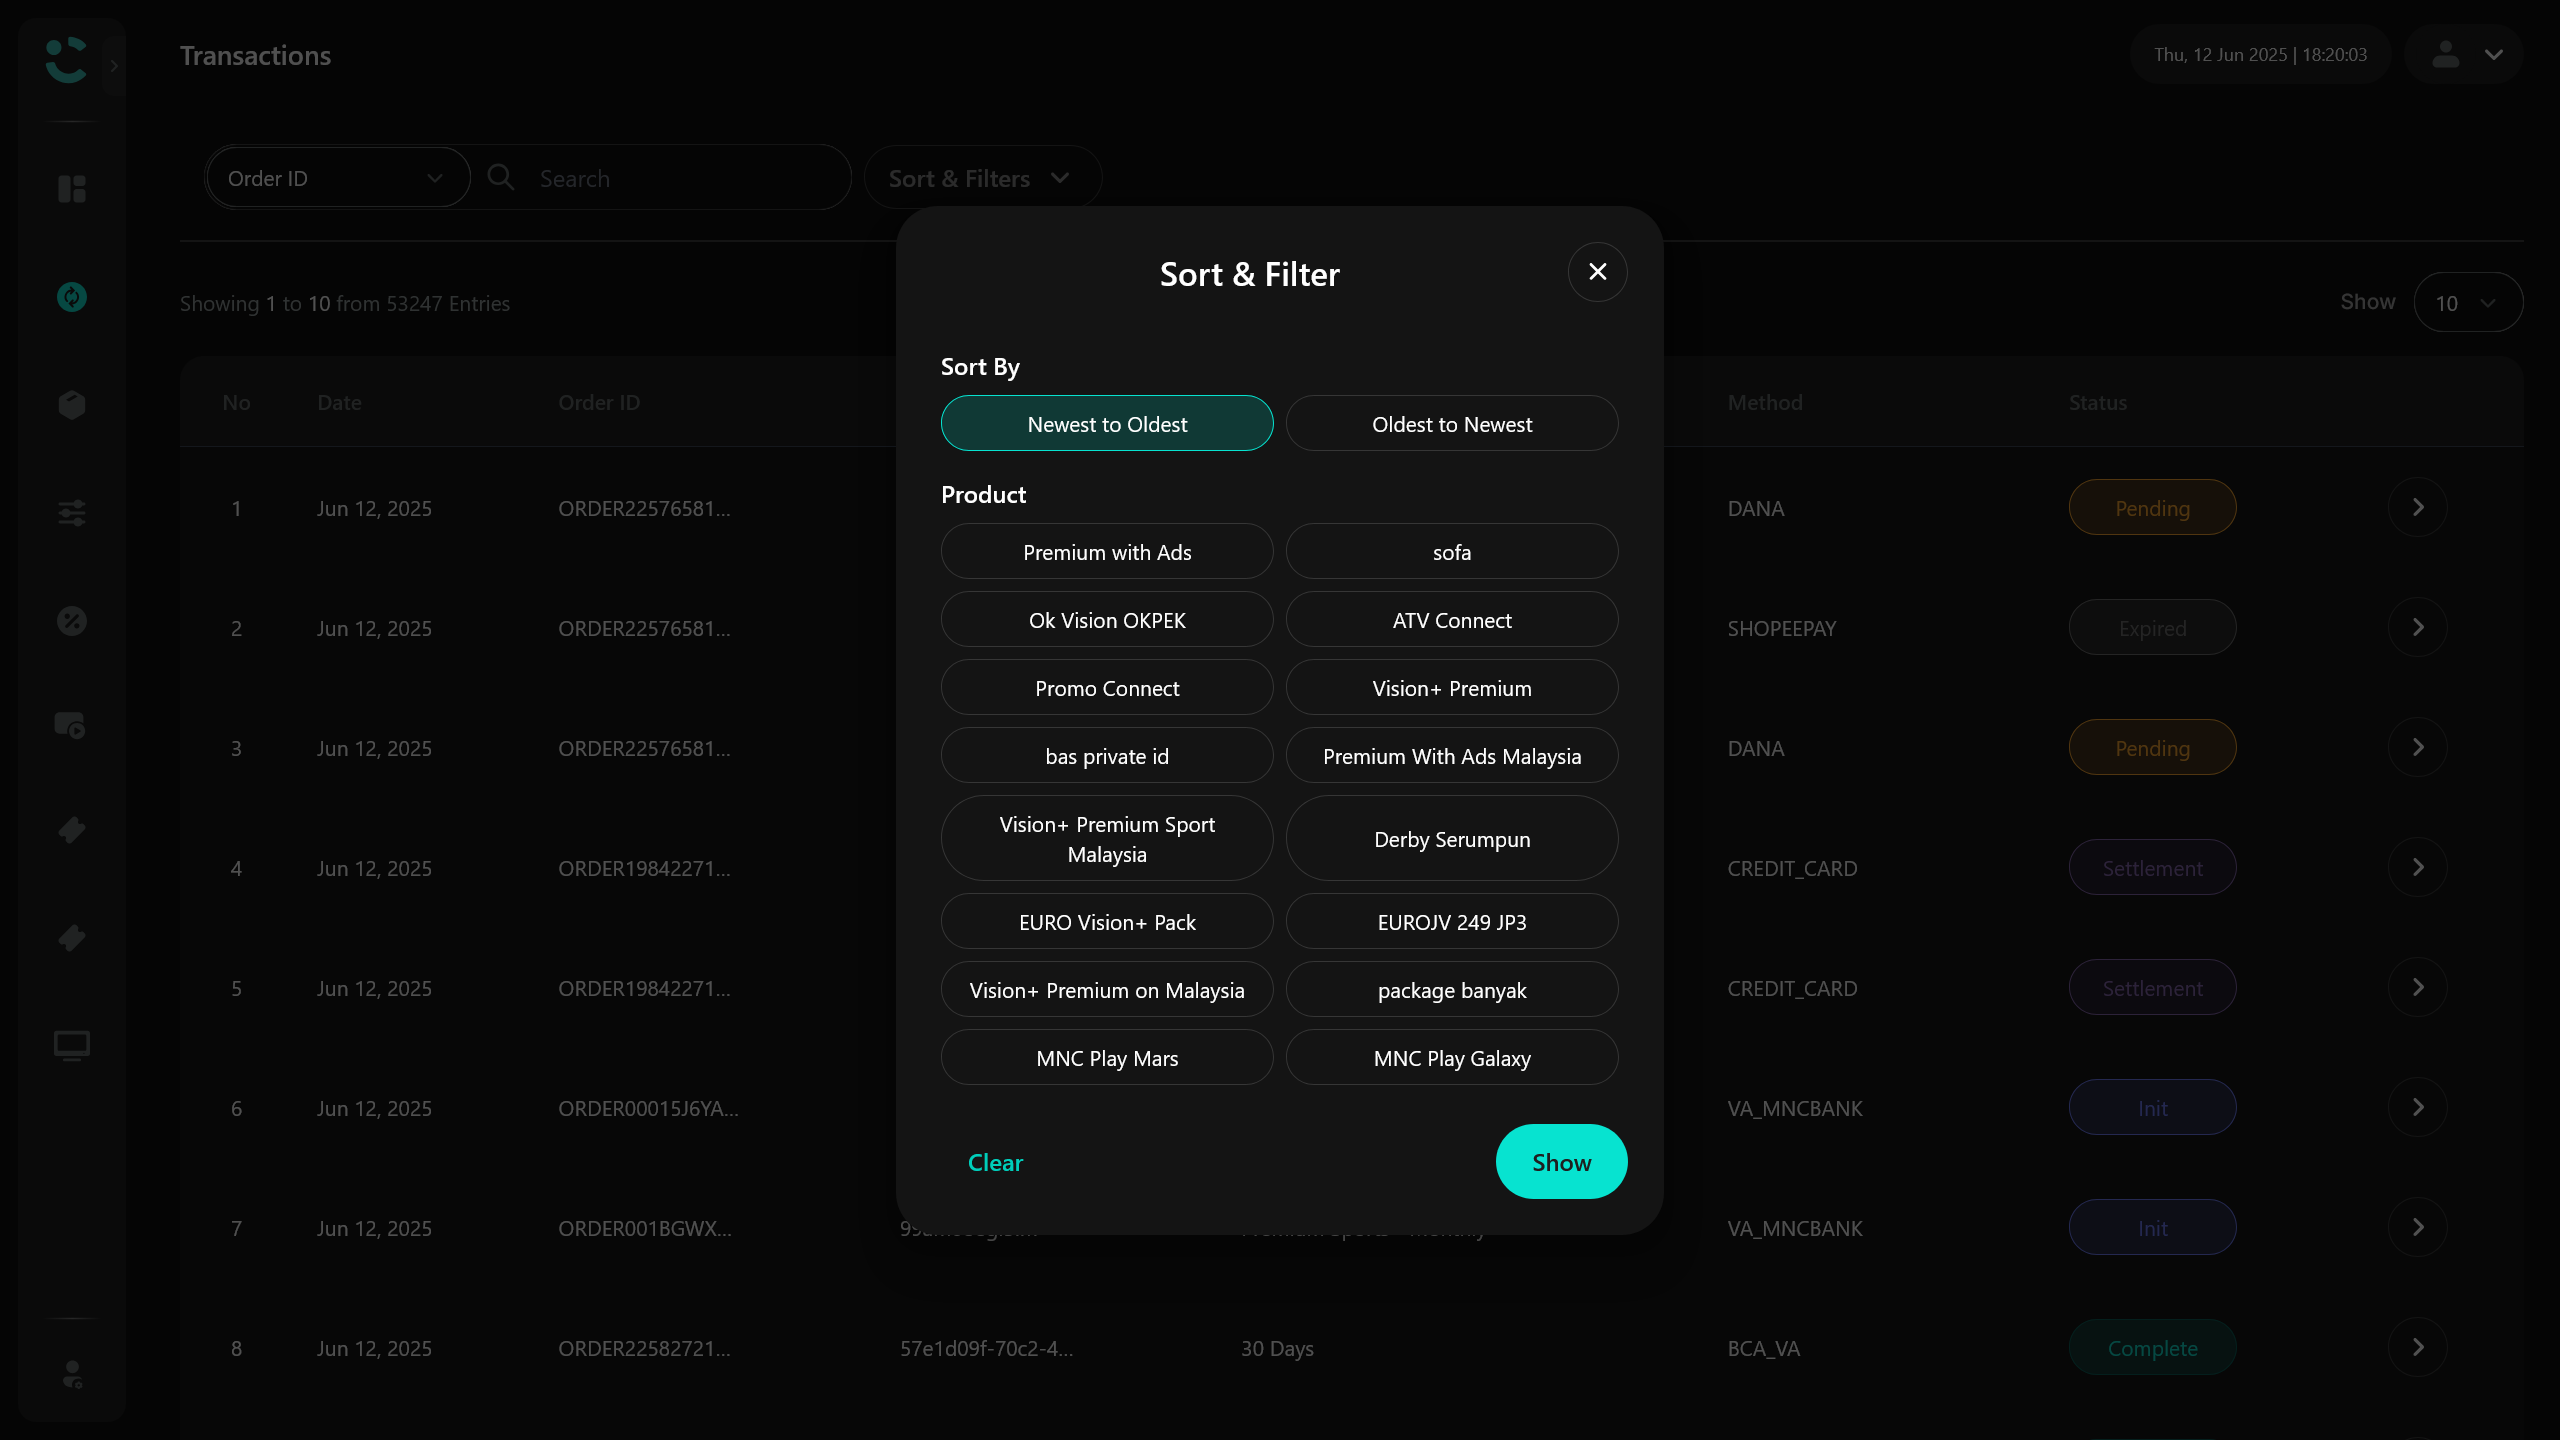 Transactions
Thu, 12 Jun 2025 | 18:20:03
Order ID
Search
Sort & Filters
Showing 1 to 10 from 53247 Entries
Show
10
No
Date
Order ID
Method
Status
1
Jun 12, 2025
ORDER22576581...
DANA
Pending
2
Jun 12, 2025
ORDER22576581...
SHOPEEPAY
Expired
3
Jun 12, 2025
ORDER22576581...
DANA
Pending
4
Jun 12, 2025
ORDER19842271...
CREDIT_CARD
Settlement
5
Jun 12, 2025
ORDER19842271...
CREDIT_CARD
Settlement
6
Jun 12, 2025
ORDER00015J6YA...
VA_MNCBANK
Init
7
Jun 12, 2025
ORDER001BGWX...
VA_MNCBANK
Init
8
Jun 12, 2025
ORDER22582721...
57e1d09f-70c2-4...
30 Days
BCA_VA
Complete
Sort & Filter
Sort By
Newest to Oldest
Oldest to Newest
Product
Premium with Ads
sofa
Ok Vision OKPEK
ATV Connect
Promo Connect
Vision+ Premium
bas private id
Premium With Ads Malaysia
Vision+ Premium Sport
Malaysia
Derby Serumpun
EURO Vision+ Pack
EUROJV 249 JP3
Vision+ Premium on Malaysia
package banyak
MNC Play Mars
MNC Play Galaxy
Clear
Show